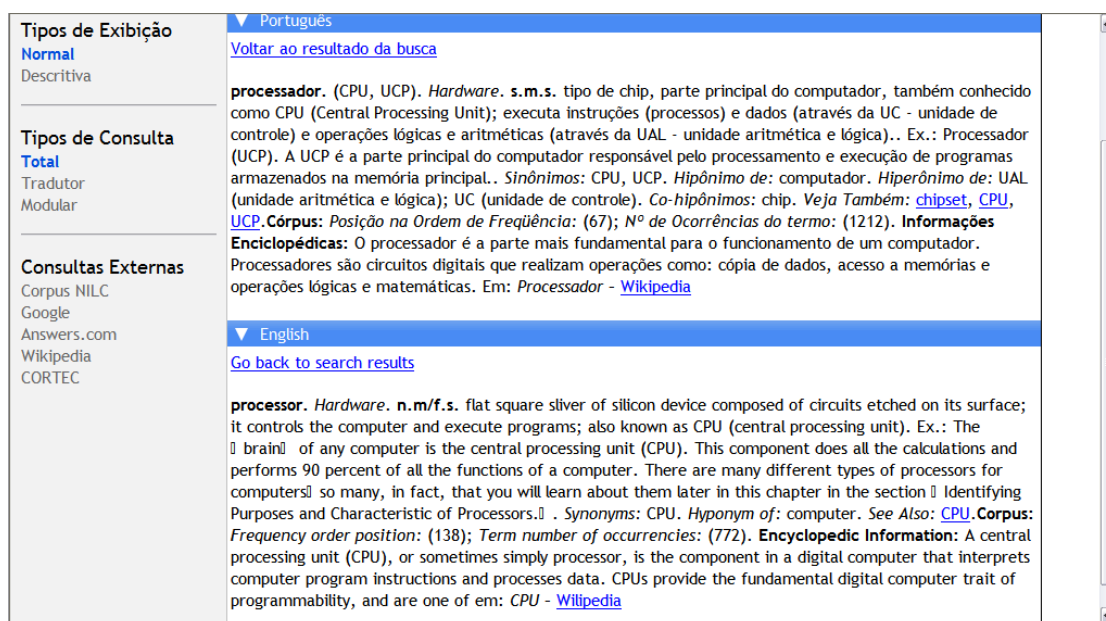 Tipos de Exibição
Normal
Descritiva
Tipos de Consulta
Total
Tradutor
Modular
Consultas Externas
Corpus NILC
Google
Answers.com
Wikipedia
CORTEC
▼ Português
Voltar ao resultado da busca
processador. (CPU, UCP). Hardware. s.m.s. tipo de chip, parte principal do computador, também conhecido
como CPU (Central Processing Unit); executa instruções (processos) e dados (através da UC - unidade de
controle) e operações lógicas e aritméticas (através da UAL - unidade aritmética e lógica).. Ex.: Processador
(UCP). A UCP é a parte principal do computador responsável pelo processamento e execução de programas
armazenados na memória principal.. Sinônimos: CPU, UCP. Hipônimo de: computador. Hiperônimo de: UAL
(unidade aritmética e lógica); UC (unidade de controle). Co-hipônimos: chip. Veja Também: chipset, CPU,
UCP.Córpus: Posição na Ordem de Freqüência: (67); Nº de Ocorrências do termo: (1212). Informações
Enciclopédicas: O processador é a parte mais fundamental para o funcionamento de um computador.
Processadores são circuitos digitais que realizam operações como: cópia de dados, acesso a memórias e
operações lógicas e matemáticas. Em: Processador - Wikipedia
▼ English
Go back to search results
processor. Hardware. n.m/f.s. flat square sliver of silicon device composed of circuits etched on its surface;
it controls the computer and execute programs; also known as CPU (central processing unit). Ex.: The
▯ brain▯ of any computer is the central processing unit (CPU). This component does all the calculations and
performs 90 percent of all the functions of a computer. There are many different types of processors for
computers▯ so many, in fact, that you will learn about them later in this chapter in the section ▯ Identifying
Purposes and Characteristic of Processors.▯ . Synonyms: CPU. Hyponym of: computer. See Also: CPU.Corpus:
Frequency order position: (138); Term number of occurrencies: (772). Encyclopedic Information: A central
processing unit (CPU), or sometimes simply processor, is the component in a digital computer that interprets
computer program instructions and processes data. CPUs provide the fundamental digital computer trait of
programmability, and are one of em: CPU - Wilipedia